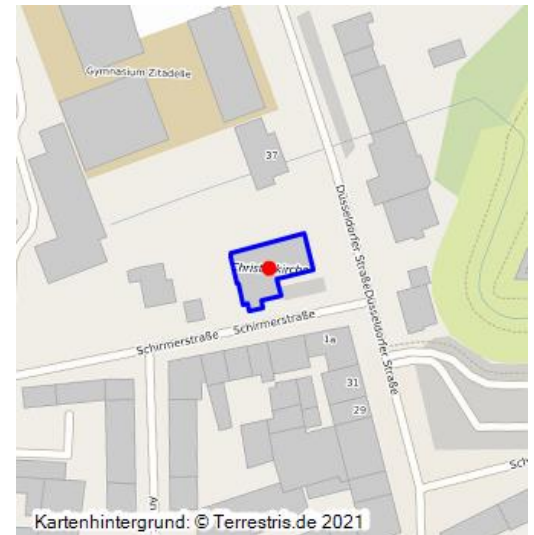 Gymnasium Zitadelle
37
Düsseldorfer Straße
Düsseldorfer Straße
Schirmerstraße
Schirmerstraße
1a
31
29
Kartenhintergrund: © Terrestris.de 2021